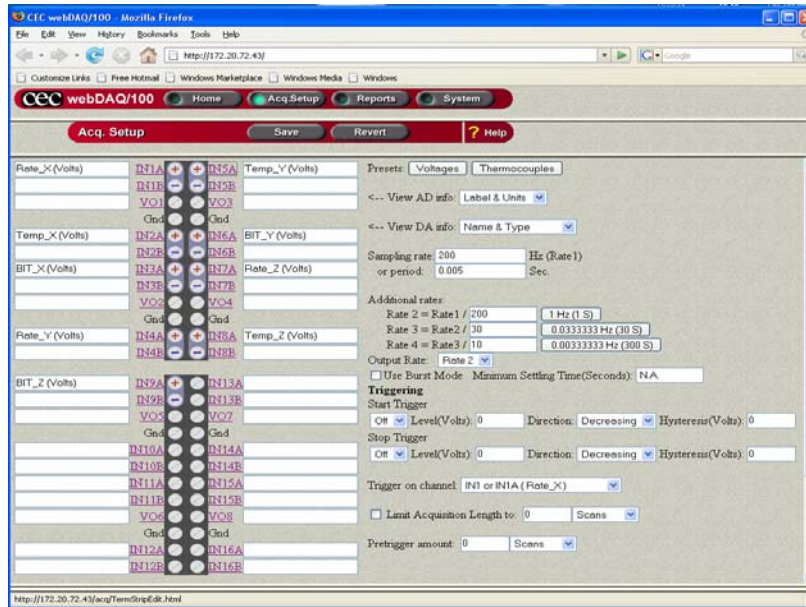 CEC webDAQ/100 - Mozilla Firefox
File Edit View History Bookmarks Tools Help
http://172.20.72.43/
Google
Customize Links Free Hotmail Windows Marketplace Windows Media Windows
cec webDAQ/100 Home Acq.Setup Reports System
Acq. Setup Save Revert ? Help
Rate_X (Volts) IN1A + + IN5A Temp_Y (Volts)
IN1B − − IN5B
VO1 VO3
Gnd Gnd
Temp_X (Volts) IN2A + + IN6A BIT_Y (Volts)
IN2B − − IN6B
BIT_X (Volts) IN3A + + IN7A Rate_Z (Volts)
IN3B − − IN7B
VO2 VO4
Gnd Gnd
Rate_Y (Volts) IN4A + + IN8A Temp_Z (Volts)
IN4B − − IN8B
BIT_Z (Volts) IN9A + IN13A
IN9B − IN13B
VO5 VO7
Gnd Gnd
IN10A IN14A
IN10B IN14B
IN11A IN15A
IN11B IN15B
VO6 VO8
Gnd Gnd
IN12A IN16A
IN12B IN16B
Presets: Voltages Thermocouples
<-- View AD info: Label & Units
<-- View DA info: Name & Type
Sampling rate: 200 Hz (Rate1)
or period: 0.005 Sec.
Additional rates:
Rate 2 = Rate1 / 200 1 Hz (1 S)
Rate 3 = Rate2 / 30 0.0333333 Hz (30 S)
Rate 4 = Rate3 / 10 0.00333333 Hz (300 S)
Output Rate: Rate 2
Use Burst Mode Minimum Settling Time(Seconds): NA
Triggering
Start Trigger
Off Level(Volts): 0 Direction: Decreasing Hysteresis(Volts): 0
Stop Trigger
Off Level(Volts): 0 Direction: Decreasing Hysteresis(Volts): 0
Trigger on channel: IN1 or IN1A (Rate_X)
Limit Acquisition Length to: 0 Scans
Pretrigger amount: 0 Scans
http://172.20.72.43/acq/TermStripEdit.html